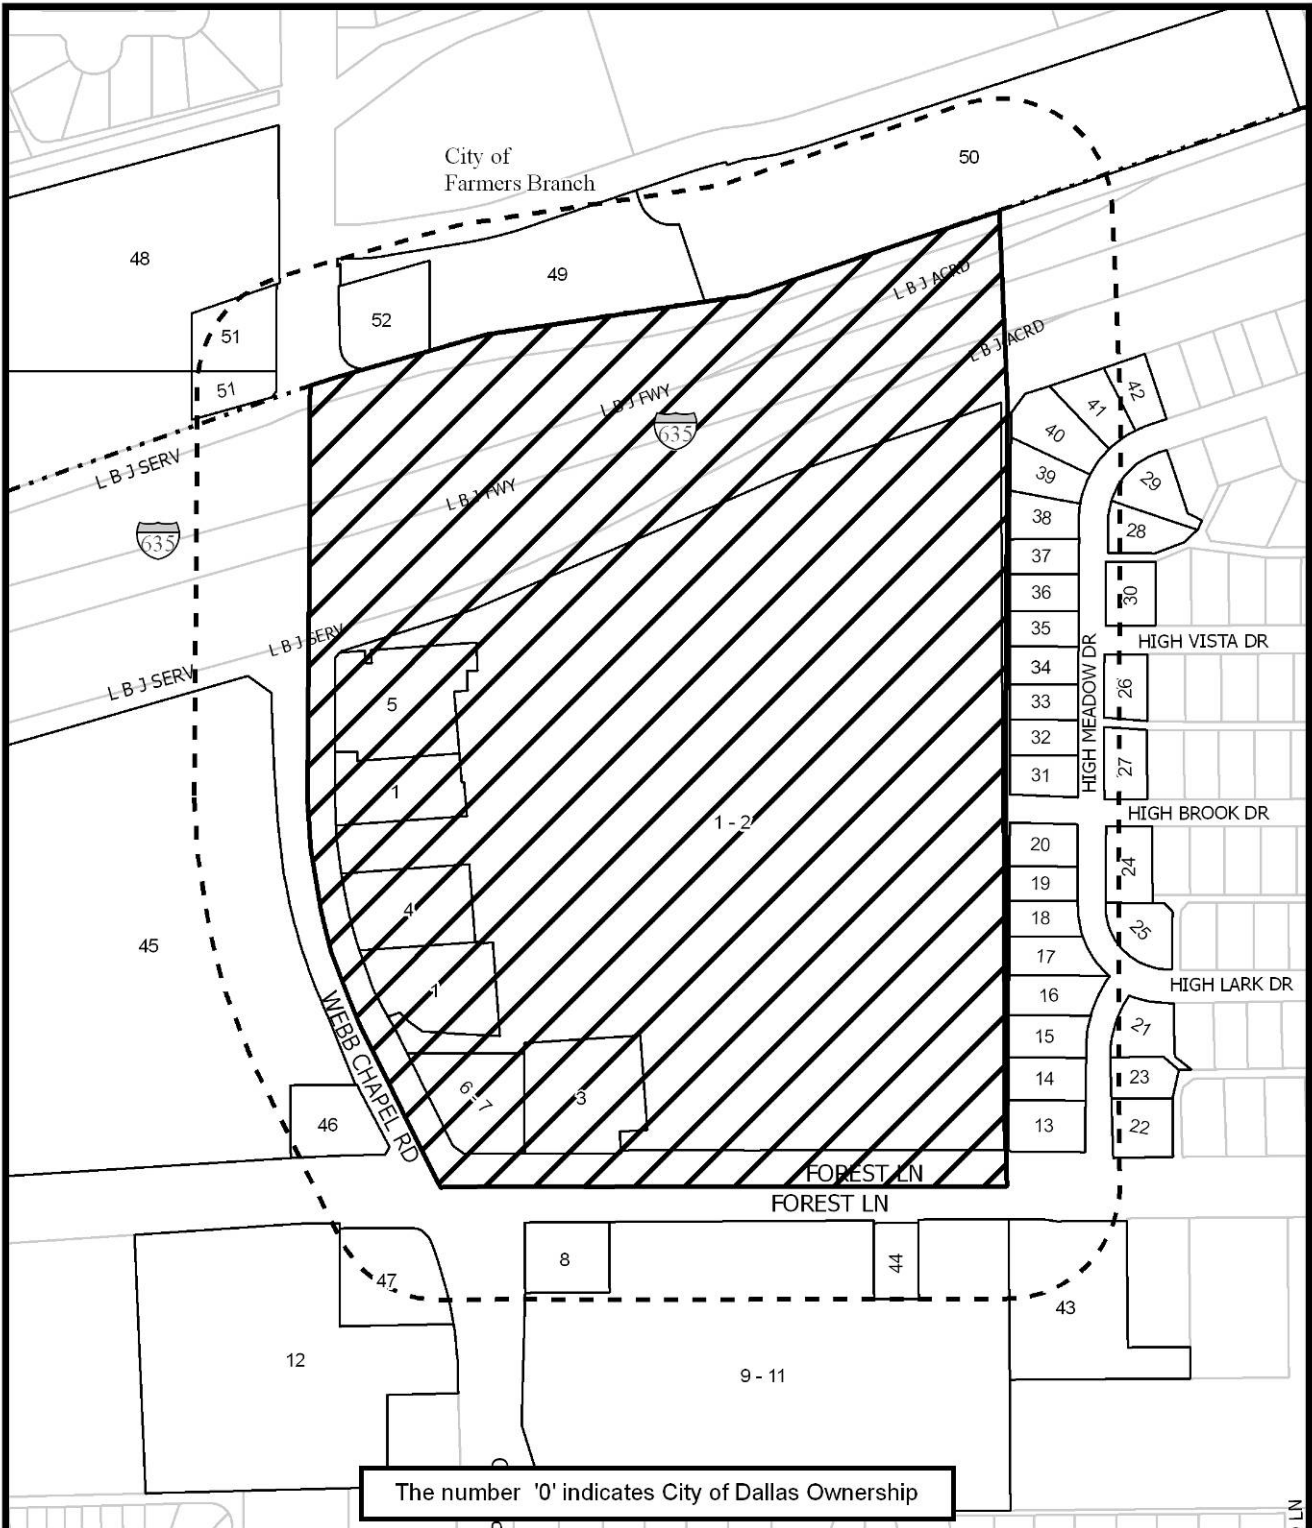 City of
Farmers Branch
50
48
49
52
51
51
L B J ACRD
L B J ACRD
L B J FWY
635
L B J SERV
L B J FWY
635
L B J SERV
L B J SERV
42
41
40
39
29
38
28
37
36
30
35
HIGH VISTA DR
34
26
33
HIGH MEADOW DR
32
27
31
HIGH BROOK DR
5
1
1 - 2
20
24
19
18
25
17
HIGH LARK DR
4
45
1
16
21
15
WEBB CHAPEL RD
14
23
6 - 7
3
13
22
46
FOREST LN
FOREST LN
8
44
47
43
12
9 - 11
The number '0' indicates City of Dallas Ownership
LN